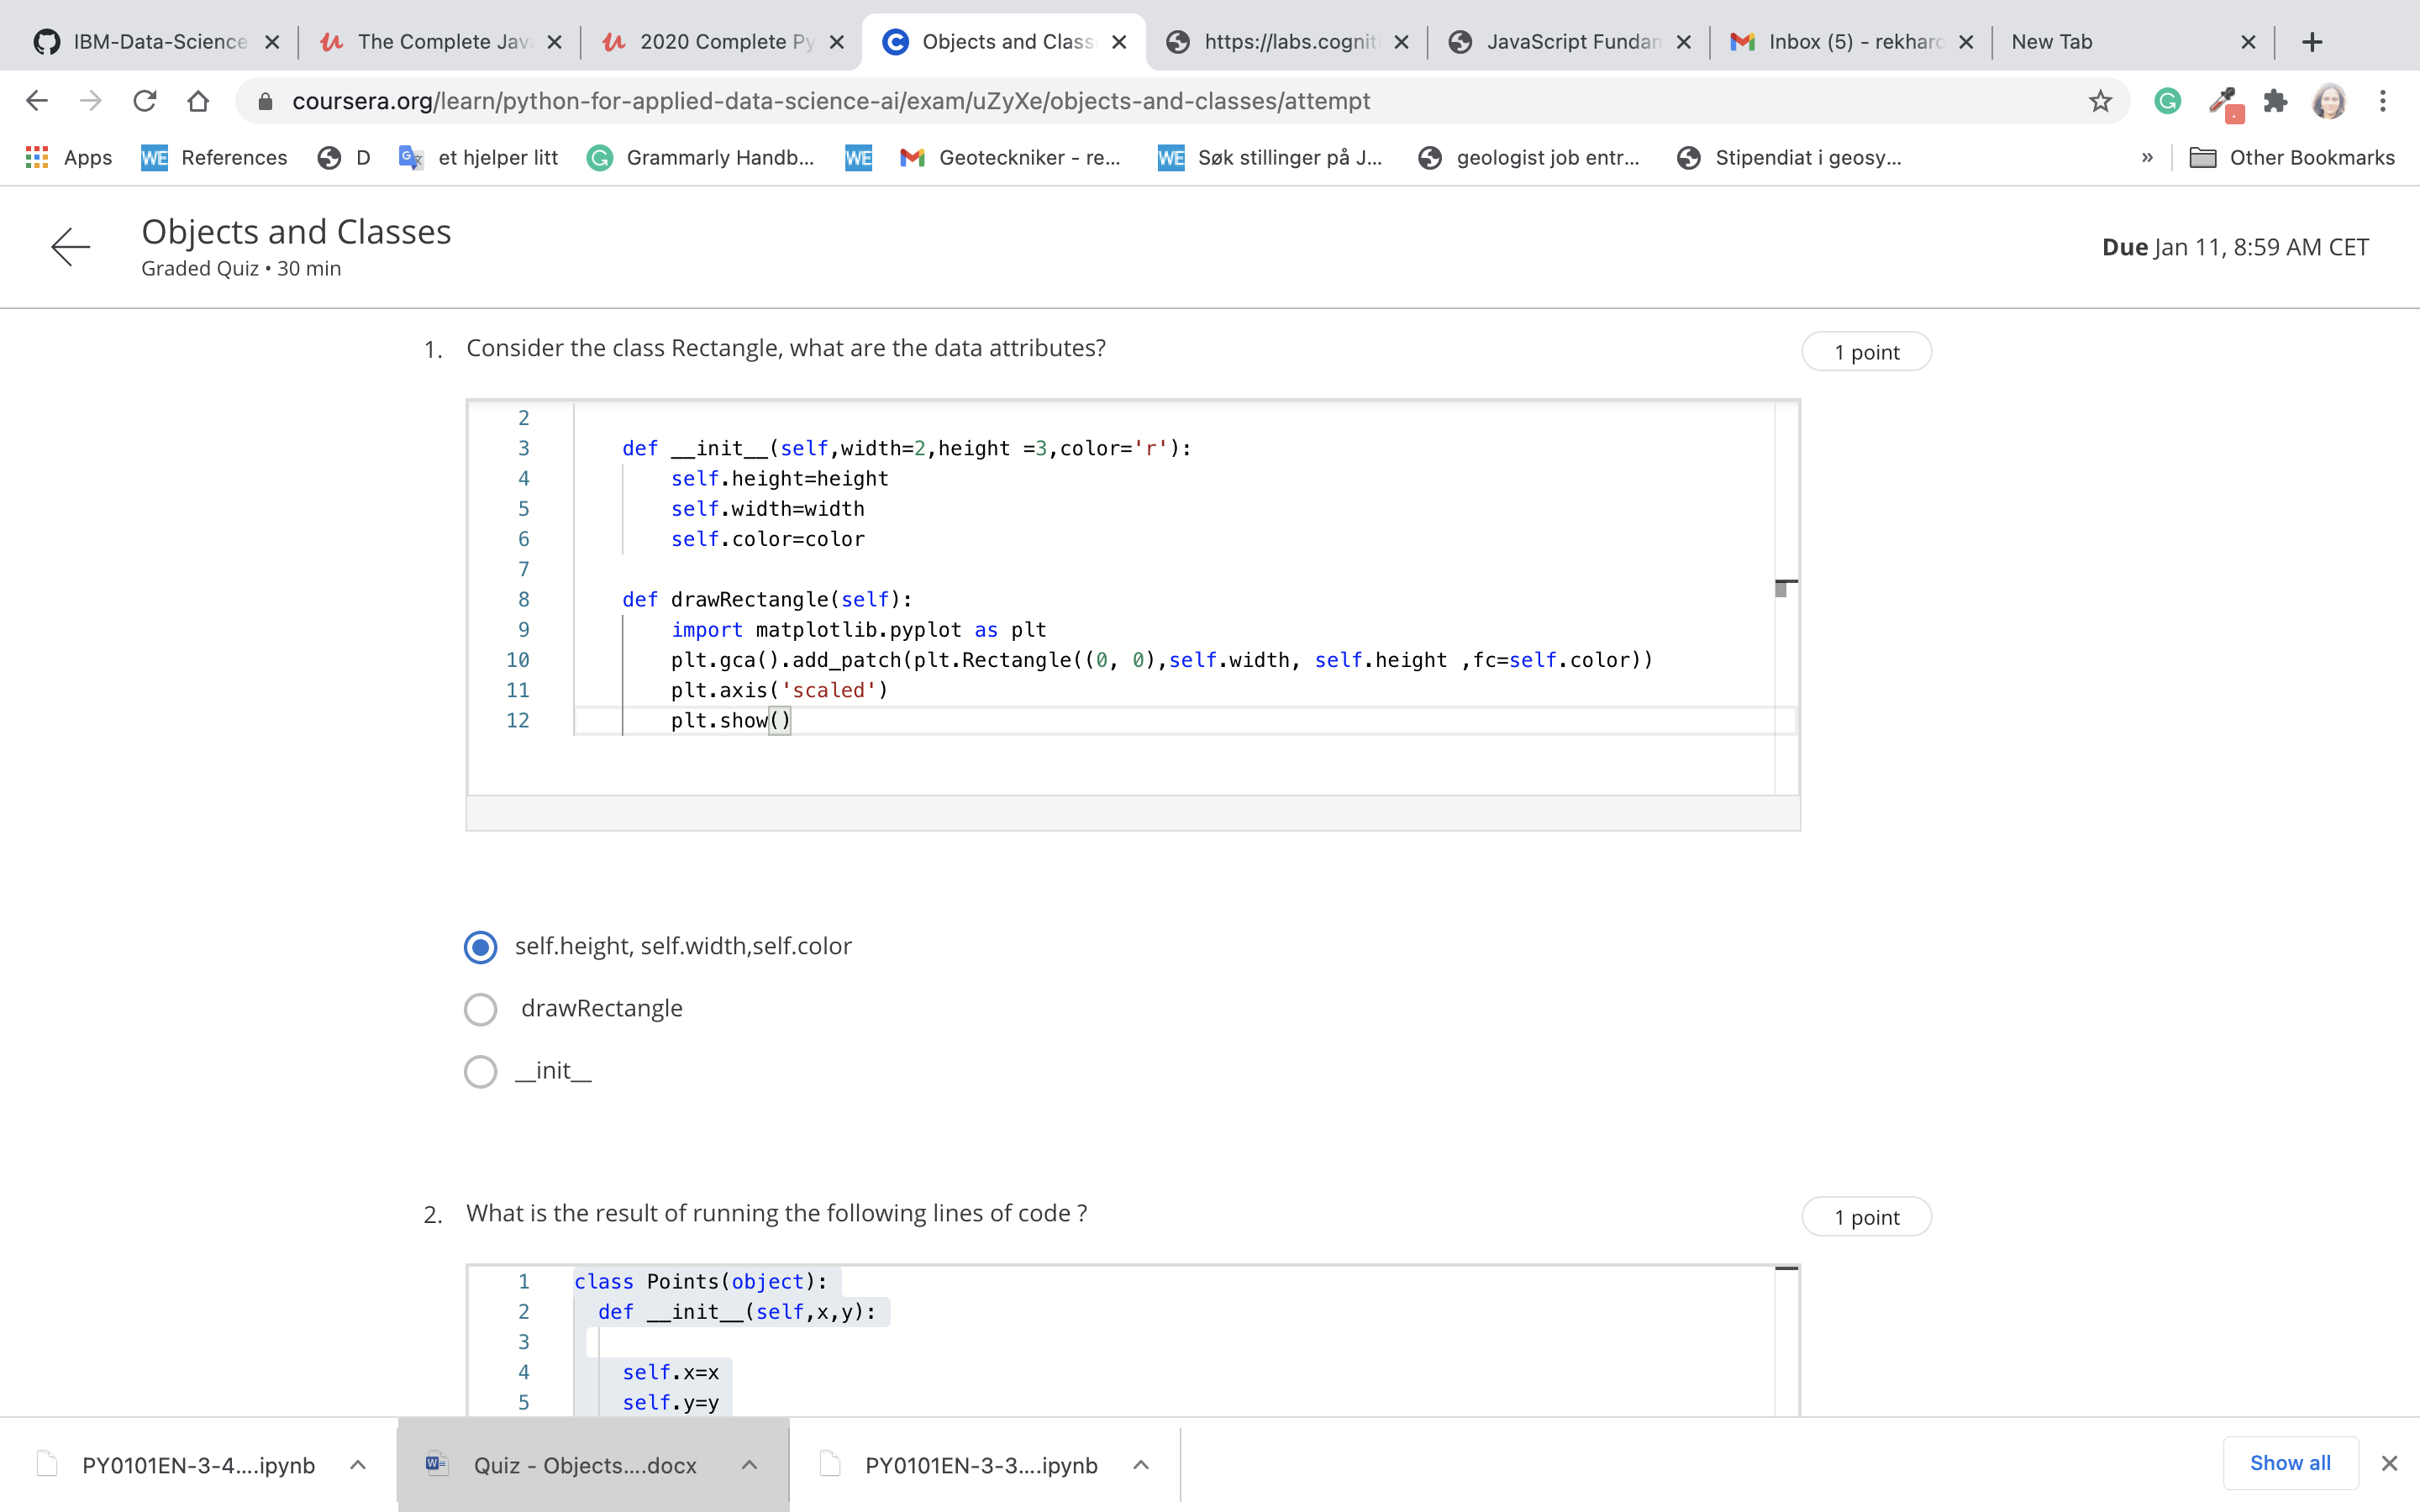 IBM-Data-Science
The Complete Jav
2020 Complete Py
Objects and Class
https://labs.cognit
JavaScript Fundam
Inbox (5) - rekharc
New Tab
coursera.org/learn/python-for-applied-data-science-ai/exam/uZyXe/objects-and-classes/attempt
Apps
WE References
D
et hjelper litt
Grammarly Handb...
WE
Geoteckniker - re...
WE Søk stillinger på J...
geologist job entr...
Stipendiat i geosy...
»
Other Bookmarks
Objects and Classes
Graded Quiz • 30 min
Due Jan 11, 8:59 AM CET
1. Consider the class Rectangle, what are the data attributes?
1 point
2
3 def __init__(self,width=2,height =3,color='r'):
4 self.height=height
5 self.width=width
6 self.color=color
7
8 def drawRectangle(self):
9 import matplotlib.pyplot as plt
10 plt.gca().add_patch(plt.Rectangle((0, 0),self.width, self.height ,fc=self.color))
11 plt.axis('scaled')
12 plt.show()
self.height, self.width,self.color
drawRectangle
__init__
2. What is the result of running the following lines of code ?
1 point
1 class Points(object):
2 def __init__(self,x,y):
3
4 self.x=x
5 self.y=y
PY0101EN-3-4....ipynb
Quiz - Objects....docx
PY0101EN-3-3....ipynb
Show all